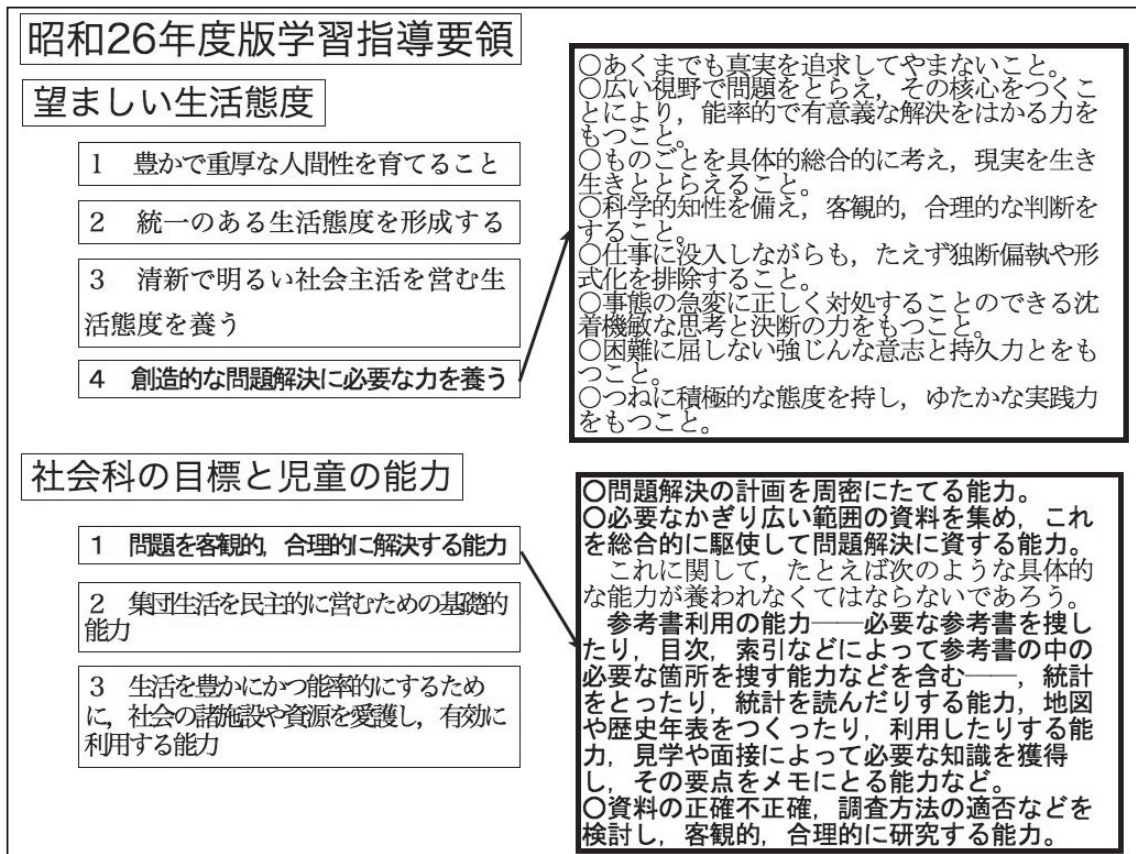 昭和26年度版学習指導要領
望ましい生活態度
1 豊かで重厚な人間性を育てること
2 統一のある生活態度を形成する
3 清新で明るい社会主活を営む生
活態度を養う
4 創造的な問題解決に必要な力を養う
○あくまでも真実を追求してやまないこと。
○広い視野で問題をとらえ，その核心をつくこ
とにより，能率的で有意義な解決をはかる力を
もつこと。
○ものごとを具体的総合的に考え，現実を生き
生きととらえること。
○科学的知性を備え，客観的，合理的な判断を
すること。
○仕事に没入しながらも，たえず独断偏執や形
式化を排除すること。
○事態の急変に正しく対処することのできる沈
着機敏な思考と決断の力をもつこと。
○困難に屈しない強じんな意志と持久力とをも
つこと。
○つねに積極的な態度を持し，ゆたかな実践力
をもつこと。
社会科の目標と児童の能力
1 問題を客観的，合理的に解決する能力
2 集団生活を民主的に営むための基礎的
能力
3 生活を豊かにかつ能率的にするため
に，社会の諸施設や資源を愛護し，有効に
利用する能力
○問題解決の計画を周密にたてる能力。
○必要なかぎり広い範囲の資料を集め，これ
を総合的に駆使して問題解決に資する能力。
これに関して，たとえば次のような具体的
な能力が養われなくてはならないであろう。
参考書利用の能力――必要な参考書を捜し
たり，目次，索引などによって参考書の中の
必要な箇所を捜す能力などを含む――，統計
をとったり，統計を読んだりする能力，地図
や歴史年表をつくったり，利用したりする能
力，見学や面接によって必要な知識を獲得
し，その要点をメモにとる能力など。
○資料の正確不正確，調査方法の適否などを
検討し，客観的，合理的に研究する能力。